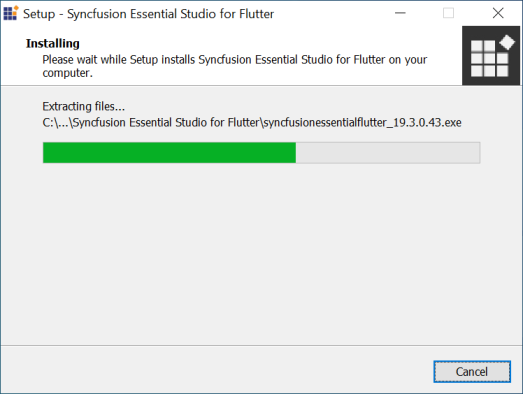 Setup - Syncfusion Essential Studio for Flutter
Installing
Please wait while Setup installs Syncfusion Essential Studio for Flutter on your
computer.
Extracting files...
C:\...\Syncfusion Essential Studio for Flutter\syncfusionessentialflutter_19.3.0.43.exe
Cancel